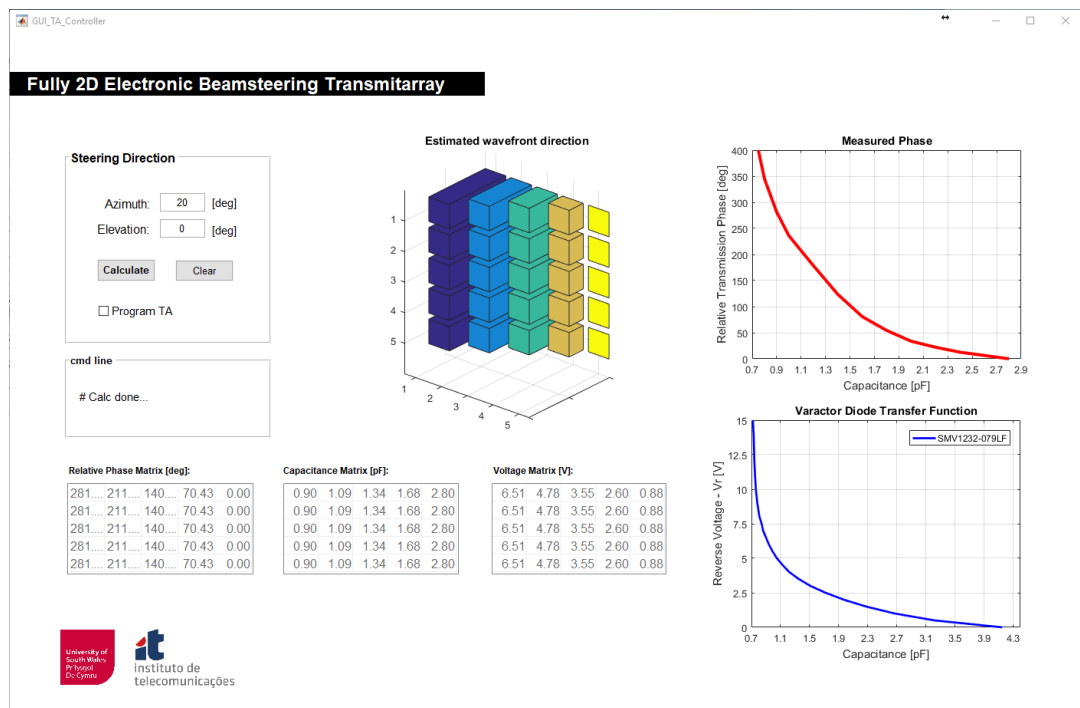 GUI_TA_Controller
Fully 2D Electronic Beamsteering Transmitarray
Steering Direction
Azimuth: 20 [deg]
Elevation: 0 [deg]
Calculate Clear
Program TA
cmd line
# Calc done...
Estimated wavefront direction
1
2
3
4
5
1 2 3 4 5
Measured Phase
Relative Transmission Phase [deg]
400
350
300
250
200
150
100
50
0
0.7 0.9 1.1 1.3 1.5 1.7 1.9 2.1 2.3 2.5 2.7 2.9
Capacitance [pF]
Varactor Diode Transfer Function
SMV1232-079LF
Reverse Voltage - Vr [V]
15
12.5
10
7.5
5
2.5
0
0.7 1.1 1.5 1.9 2.3 2.7 3.1 3.5 3.9 4.3
Capacitance [pF]
Relative Phase Matrix [deg]:
281... 211... 140... 70.43 0.00
281... 211... 140... 70.43 0.00
281... 211... 140... 70.43 0.00
281... 211... 140... 70.43 0.00
281... 211... 140... 70.43 0.00
Capacitance Matrix [pF]:
0.90 1.09 1.34 1.68 2.80
0.90 1.09 1.34 1.68 2.80
0.90 1.09 1.34 1.68 2.80
0.90 1.09 1.34 1.68 2.80
0.90 1.09 1.34 1.68 2.80
Voltage Matrix [V]:
6.51 4.78 3.55 2.60 0.88
6.51 4.78 3.55 2.60 0.88
6.51 4.78 3.55 2.60 0.88
6.51 4.78 3.55 2.60 0.88
6.51 4.78 3.55 2.60 0.88
University of
South Wales
Prifysgol
De Cymru
it
instituto de
telecomunicações